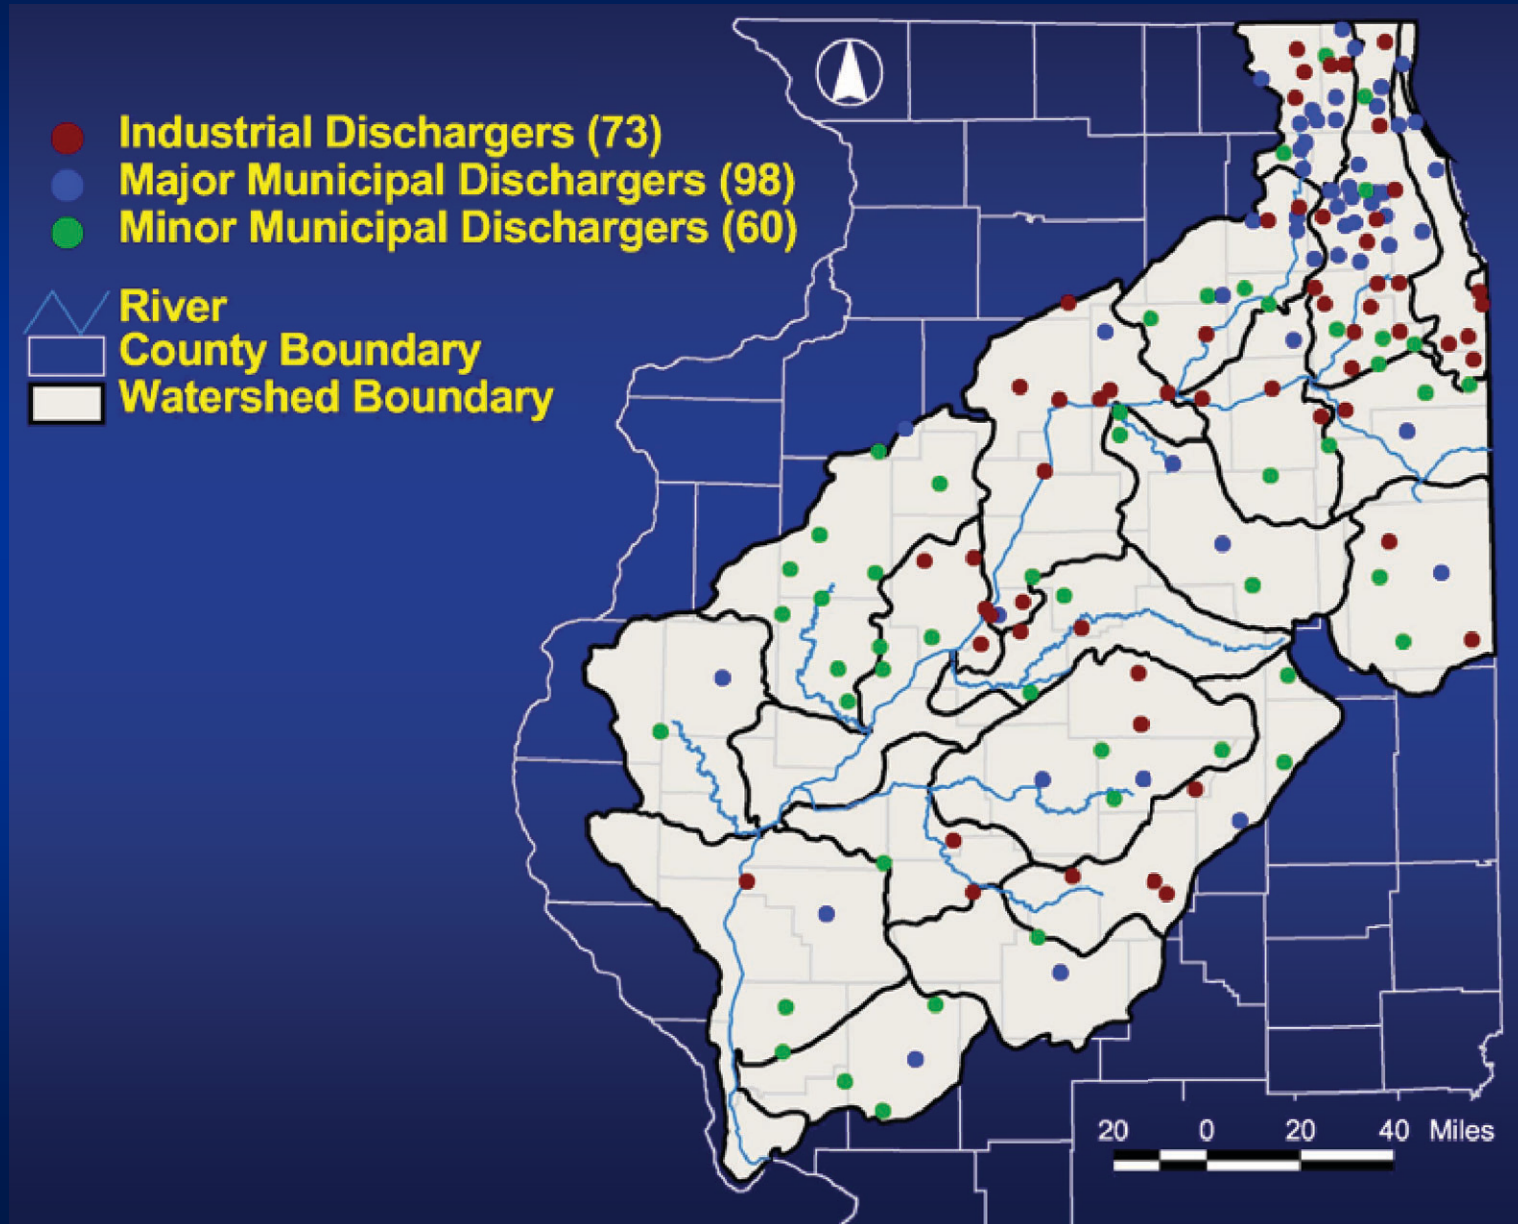 Industrial Dischargers (73)
Major Municipal Dischargers (98)
Minor Municipal Dischargers (60)
River
County Boundary
Watershed Boundary
20 0 20 40 Miles